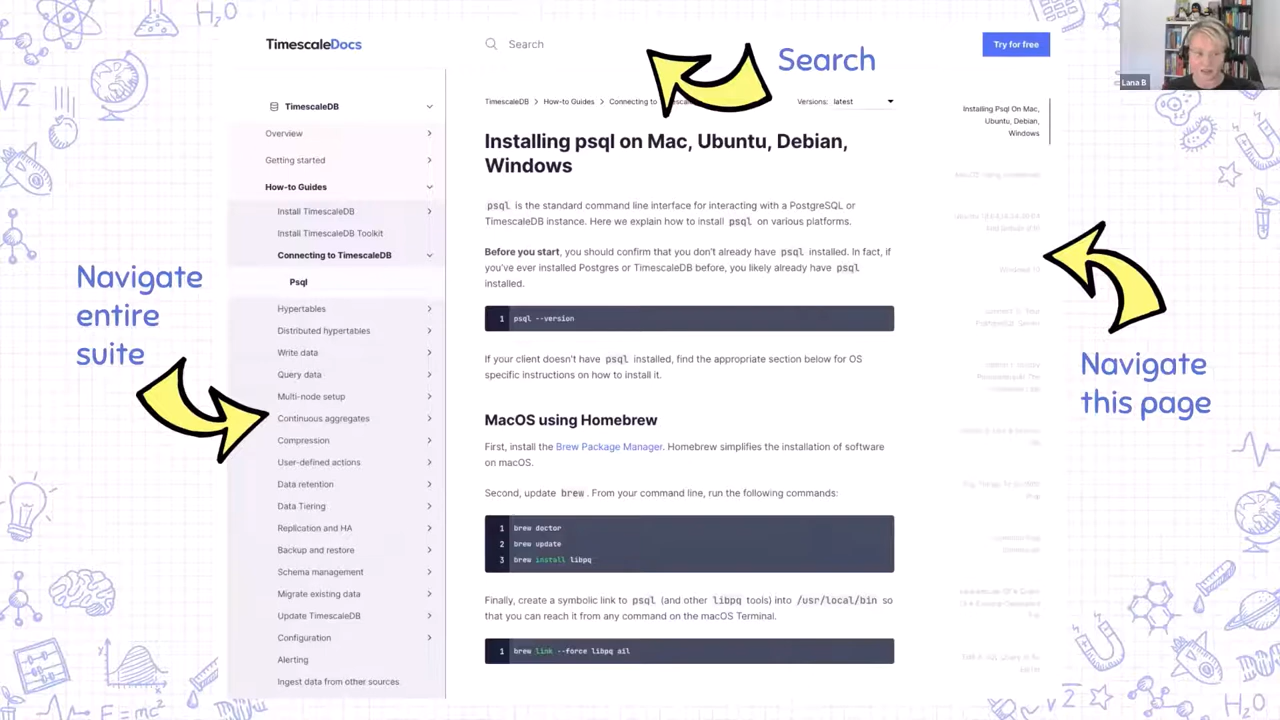 H₂O
TimescaleDocs
Search
Try for free
Search
Lana B
TimescaleDB
TimescaleDB > How-to Guides > Connecting to
Versions: latest
Installing Psql On Mac,
Ubuntu, Debian,
Windows
Overview
Getting started
How-to Guides
Install TimescaleDB
Install TimescaleDB Toolkit
Connecting to TimescaleDB
Psql
Hypertables
Distributed hypertables
Write data
Query data
Multi-node setup
Continuous aggregates
Compression
User-defined actions
Data retention
Data Tiering
Replication and HA
Backup and restore
Schema management
Migrate existing data
Update TimescaleDB
Configuration
Alerting
Ingest data from other sources
Navigate
entire
suite
Installing psql on Mac, Ubuntu, Debian,
Windows
psql is the standard command line interface for interacting with a PostgreSQL or
TimescaleDB instance. Here we explain how to install psql on various platforms.
Before you start, you should confirm that you don't already have psql installed. In fact, if
you've ever installed Postgres or TimescaleDB before, you likely already have psql
installed.
1 psql --version
If your client doesn't have psql installed, find the appropriate section below for OS
specific instructions on how to install it.
MacOS using Homebrew
First, install the Brew Package Manager. Homebrew simplifies the installation of software
on macOS.
Second, update brew. From your command line, run the following commands:
1 brew doctor
2 brew update
3 brew install libpq
Finally, create a symbolic link to psql (and other libpq tools) into /usr/local/bin so
that you can reach it from any command on the macOS Terminal.
1 brew link --force libpq ail
Navigate
this page
√2
F=mc²
√2
H₂O